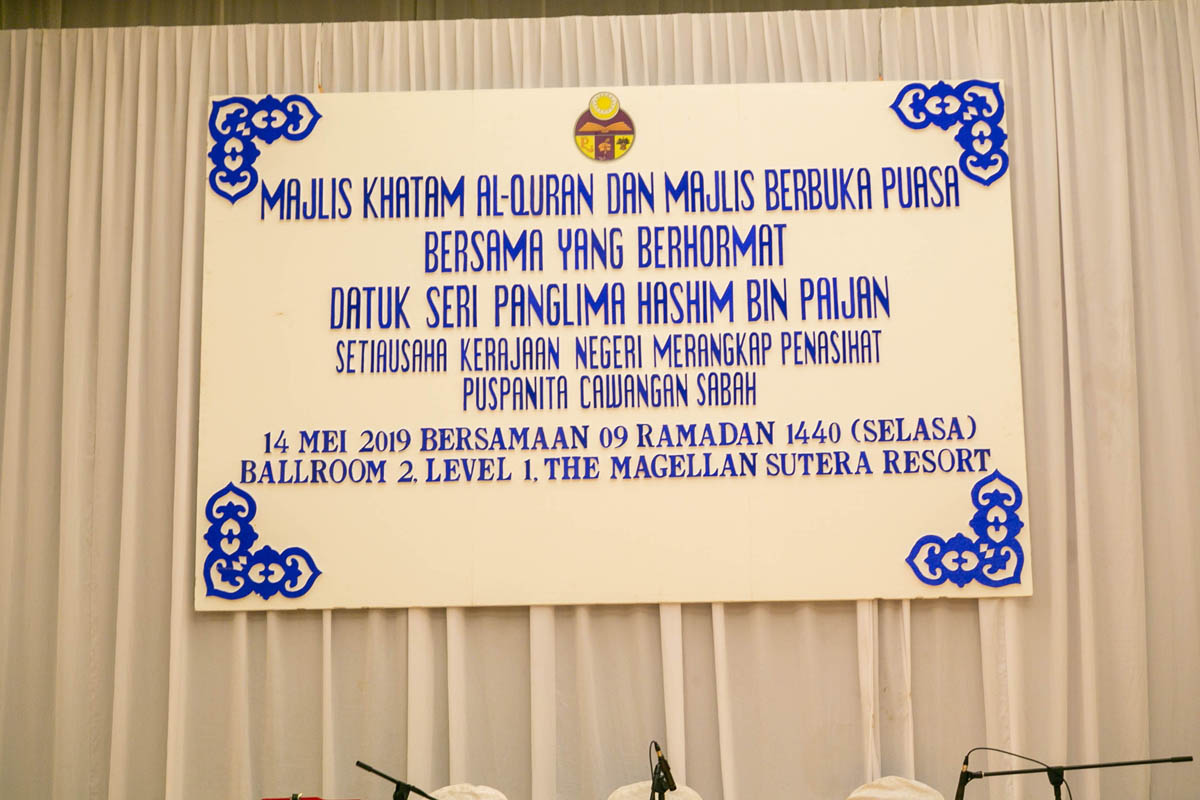 MAJLIS KHATAM AL-QURAN DAN MAJLIS BERBUKA PUASA
BERSAMA YANG BERHORMAT
DATUK SERI PANGLIMA HASHIM BIN PAIJAN
SETIAUSAHA KERAJAAN NEGERI MERANGKAP PENASIHAT
PUSPANITA CAWANGAN SABAH
14 MEI 2019 BERSAMAAN 09 RAMADAN 1440 (SELASA)
BALLROOM 2, LEVEL 1, THE MAGELLAN SUTERA RESORT